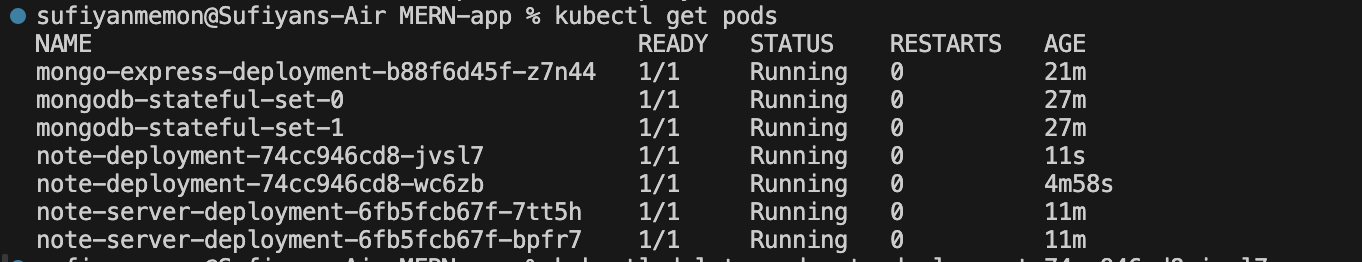 sufiyanmemon@Sufiyans-Air MERN-app % kubectl get pods
NAME READY STATUS RESTARTS AGE
mongo-express-deployment-b88f6d45f-z7n44 1/1 Running 0 21m
mongodb-stateful-set-0 1/1 Running 0 27m
mongodb-stateful-set-1 1/1 Running 0 27m
note-deployment-74cc946cd8-jvsl7 1/1 Running 0 11s
note-deployment-74cc946cd8-wc6zb 1/1 Running 0 4m58s
note-server-deployment-6fb5fcb67f-7tt5h 1/1 Running 0 11m
note-server-deployment-6fb5fcb67f-bpfr7 1/1 Running 0 11m